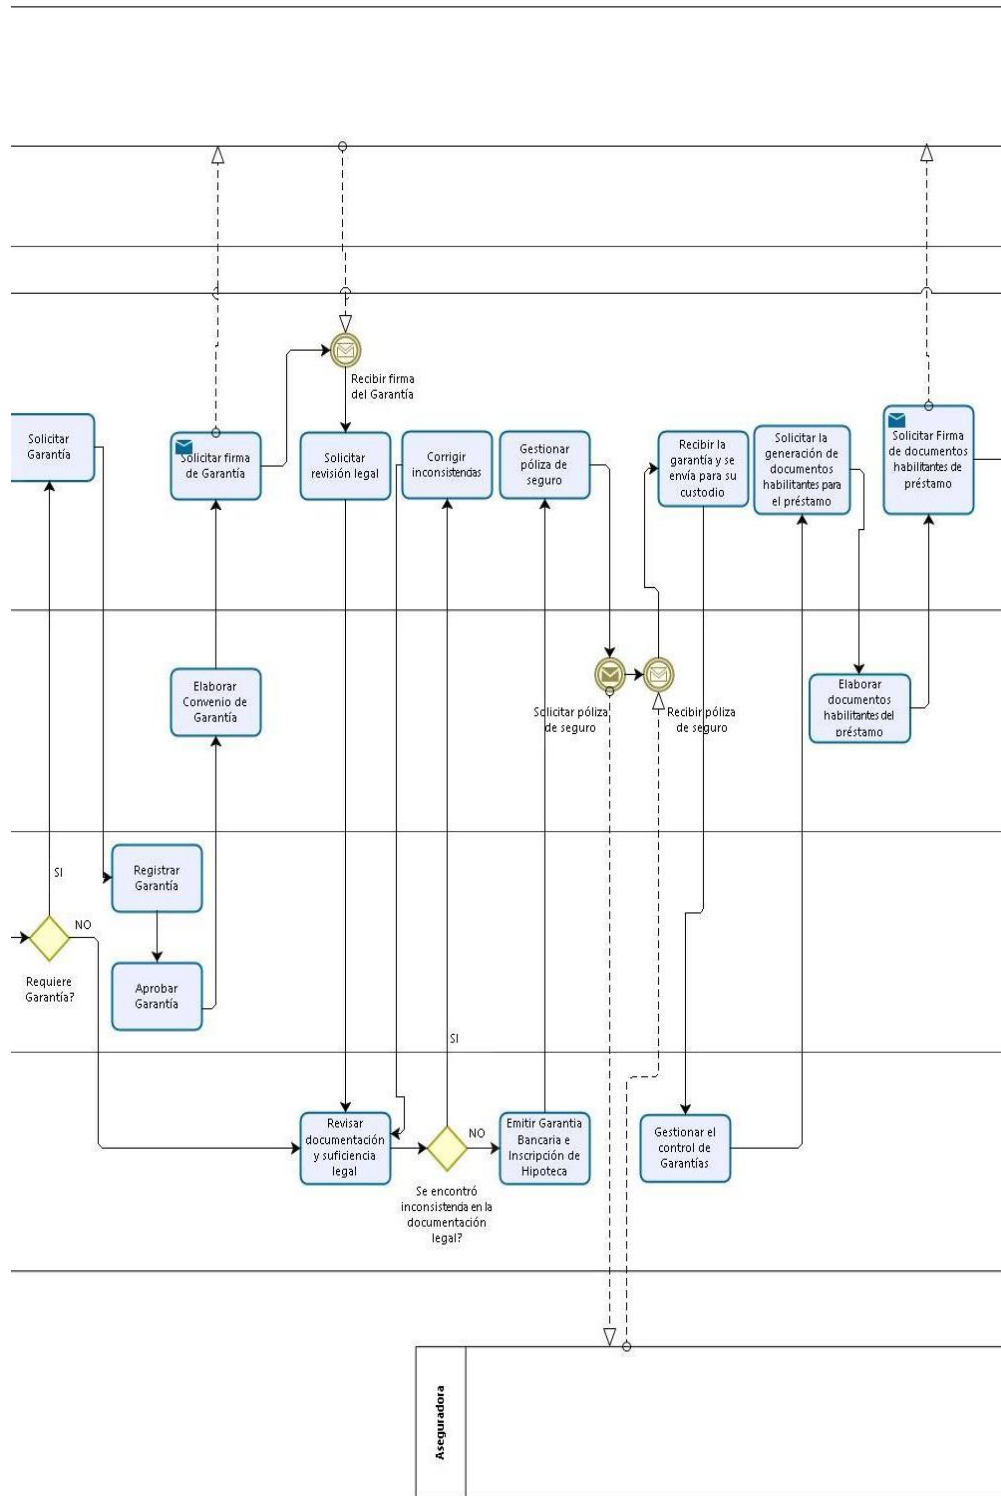 Recibir firma
del Garantía
Solicitar
Garantía
Solicitar firma
de Garantía
Solicitar
revisión legal
Corrigir
inconsistendas
Gestionar
póliza de
seguro
Recibir la
garantía y se
envía para su
custodio
Solicitar la
generación de
documentos
habilitantes para
el préstamo
Solicitar Firma
de documentos
habilitantes de
préstamo
Elaborar
Convenio de
Garantía
Solicitar póliza
de seguro
Recibir póliza
de seguro
Elaborar
documentos
habilitantes del
préstamo
SI
NO
Requiere
Garantía?
Registrar
Garantía
Aprobar
Garantía
SI
Revisar
documentación
y suficiencia
legal
NO
Se encontró
inconsistenda en la
documentación
legal?
Emitir Garantia
Bancaria e
Inscripción de
Hipoteca
Gestionar el
control de
Garantías
Aseguradora